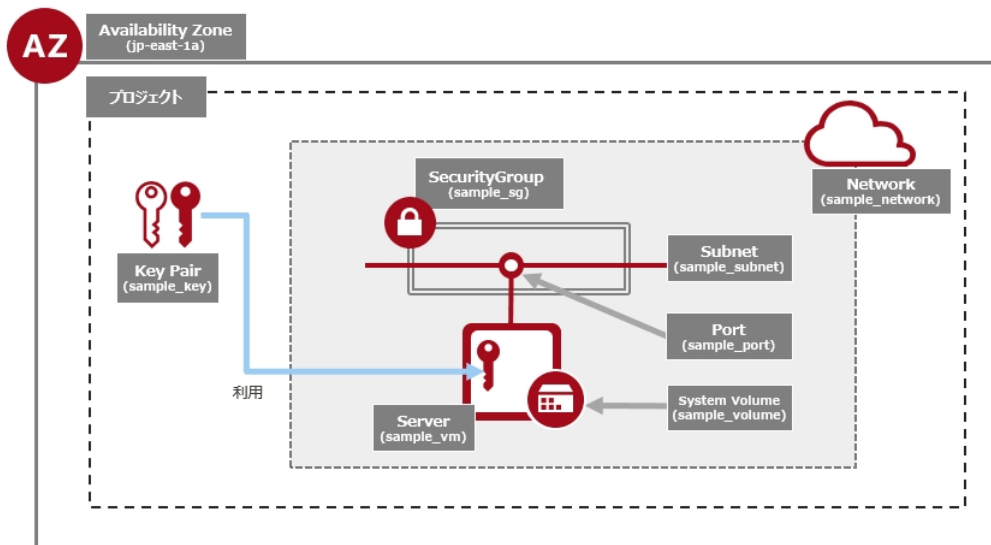 AZ
Availability Zone
(jp-east-1a)
プロジェクト
Network
(sample_network)
SecurityGroup
(sample_sg)
Key Pair
(sample_key)
Subnet
(sample_subnet)
Port
(sample_port)
利用
Server
(sample_vm)
System Volume
(sample_volume)